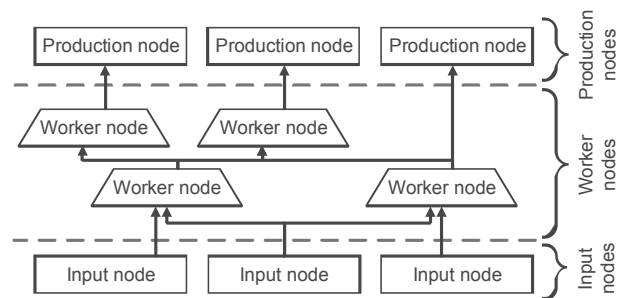 Production node
Production node
Production node
Production
nodes
Worker node
Worker node
Worker node
Worker node
Worker
nodes
Input node
Input node
Input node
Input
nodes